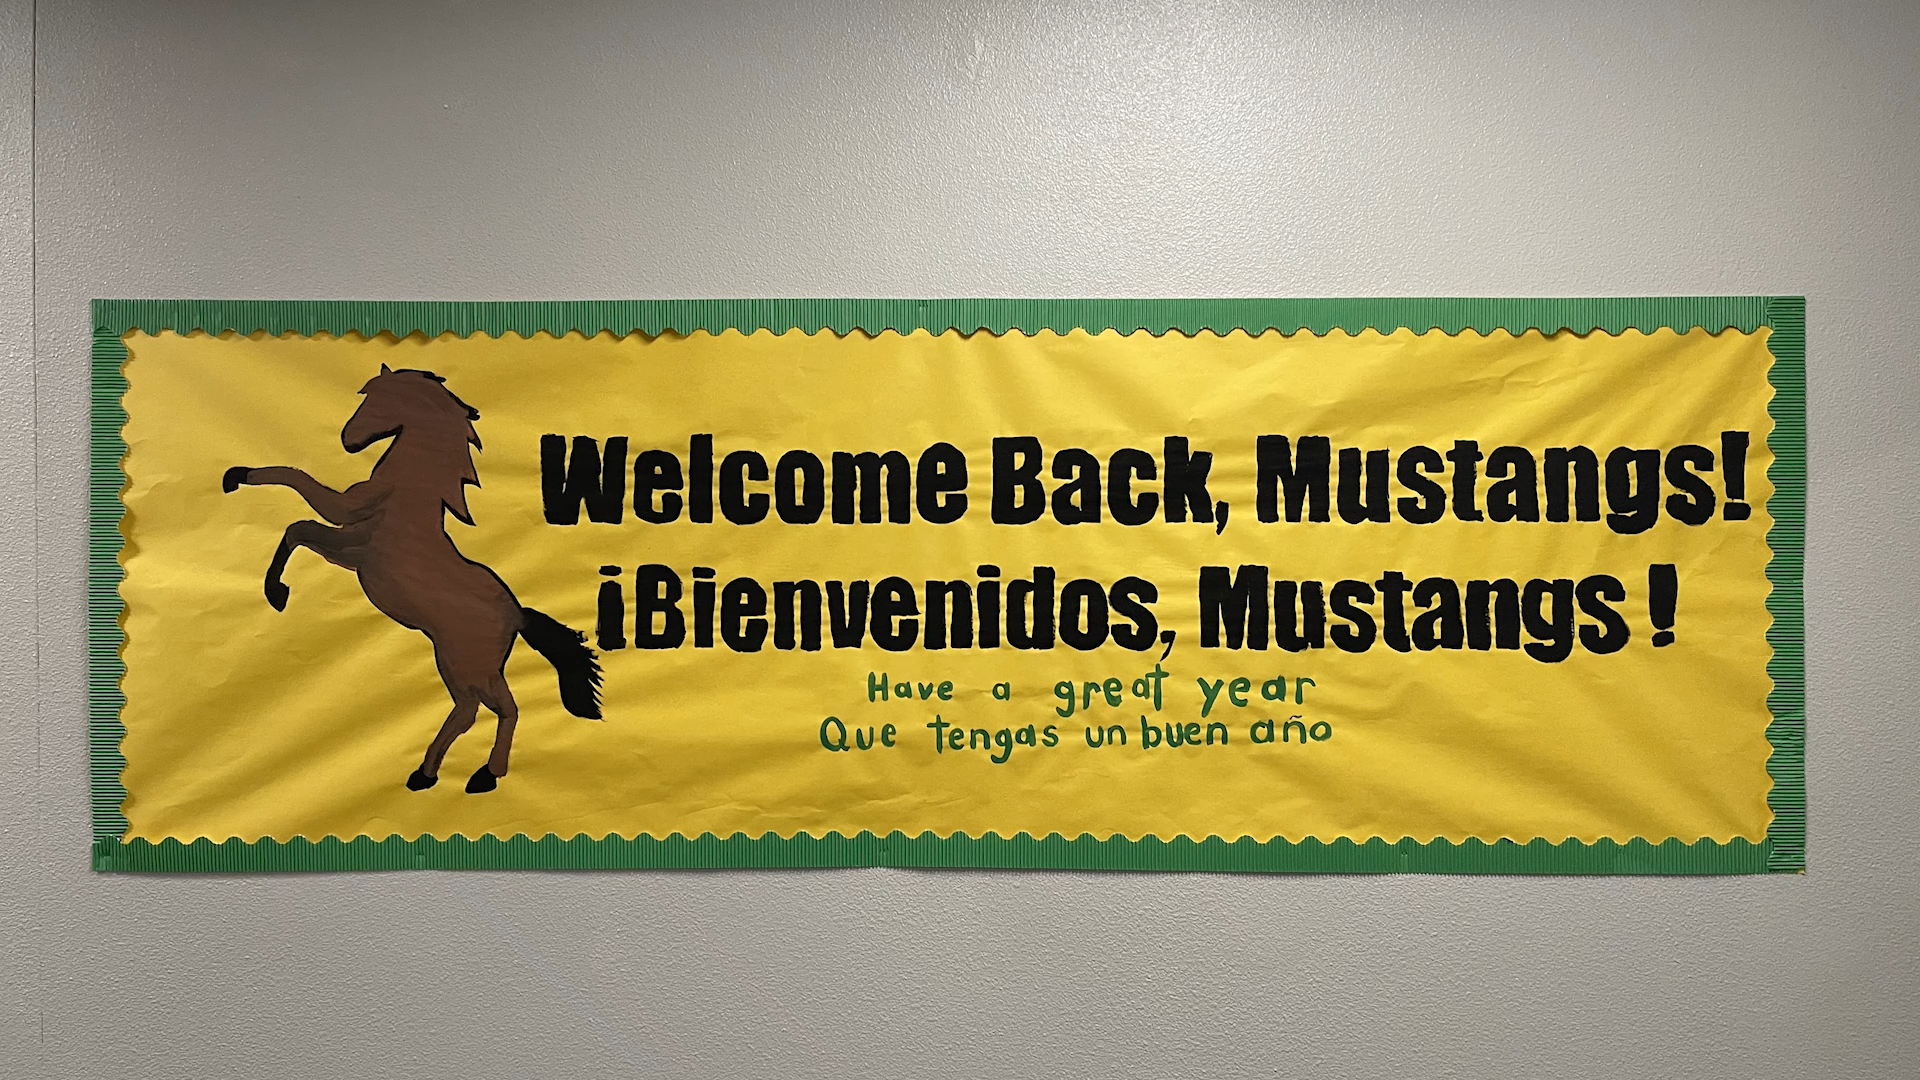 Welcome Back, Mustangs!
¡Bienvenidos, Mustangs!
Have a great year
Que tengas un buen año